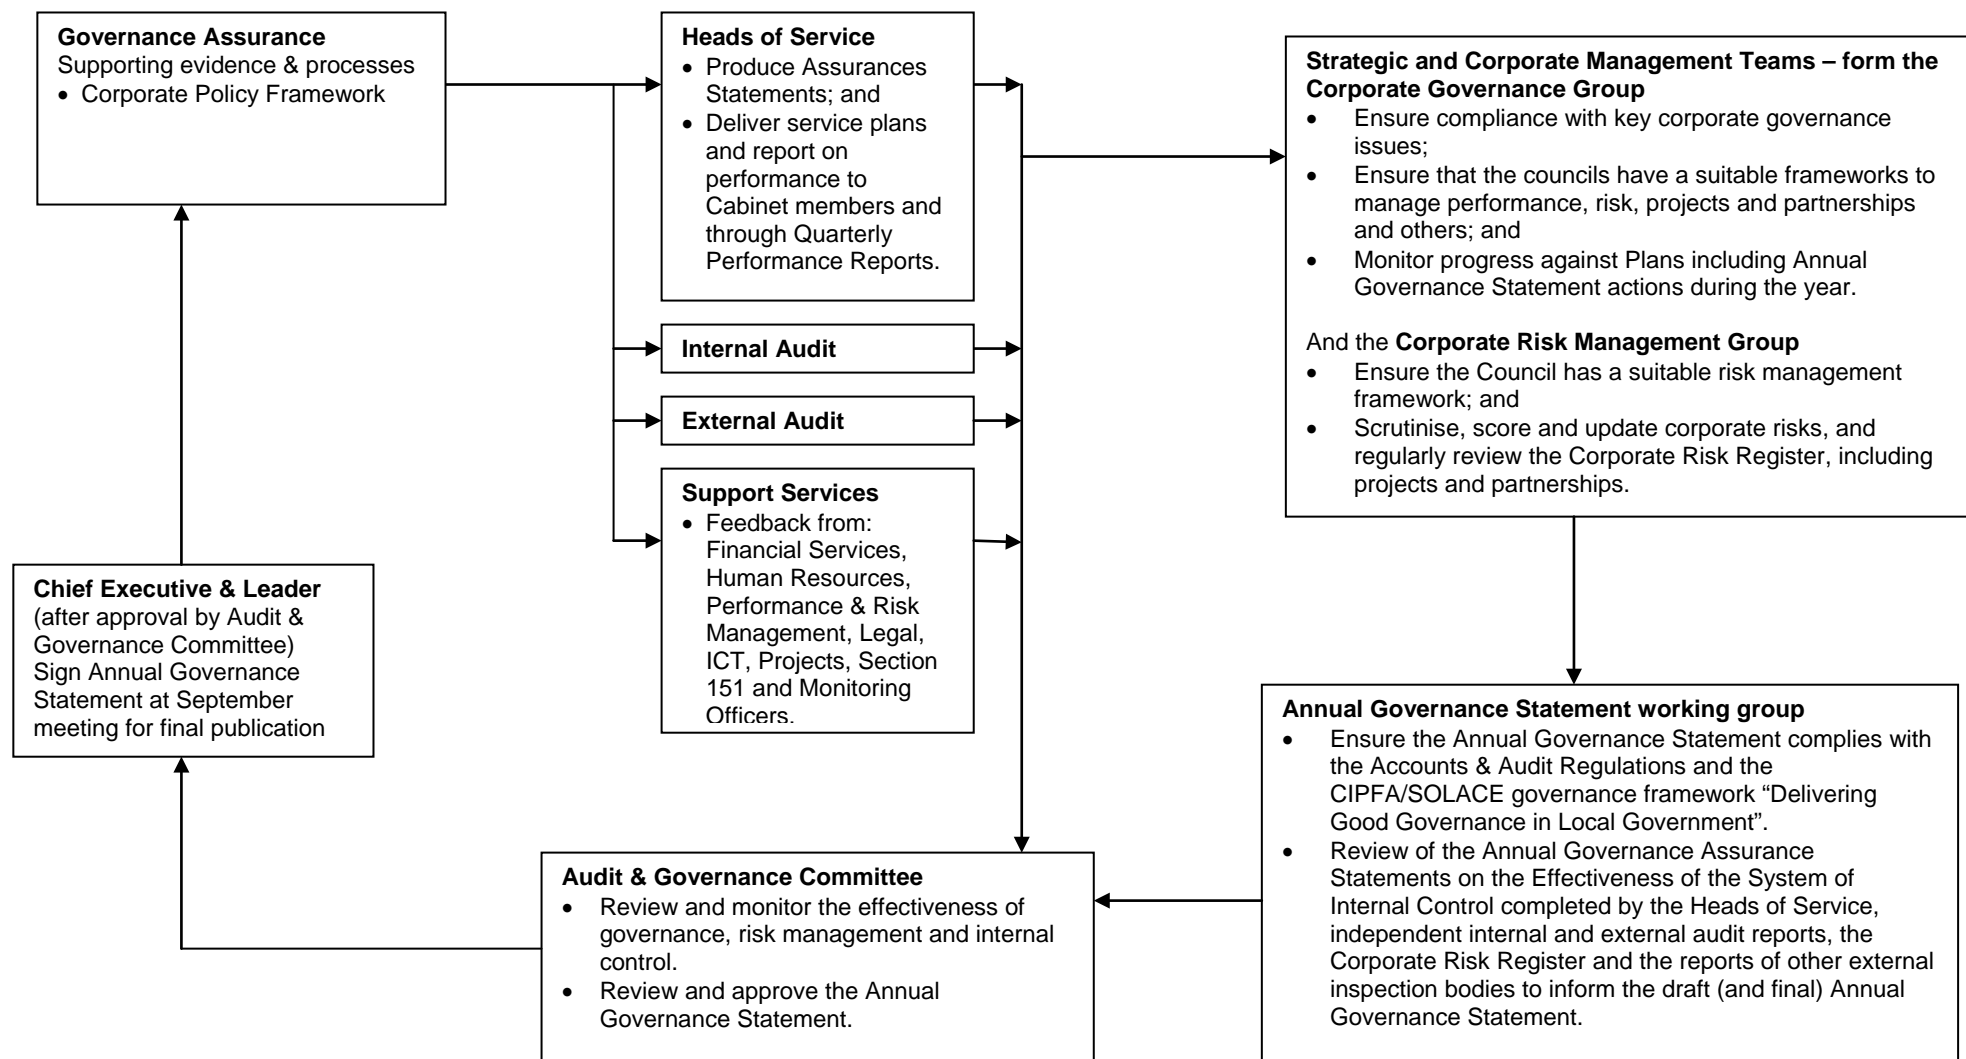 Governance Assurance
Supporting evidence & processes
• Corporate Policy Framework
Heads of Service
• Produce Assurances
Statements; and
• Deliver service plans
and report on
performance to
Cabinet members and
through Quarterly
Performance Reports.
Internal Audit
External Audit
Support Services
• Feedback from:
Financial Services,
Human Resources,
Performance & Risk
Management, Legal,
ICT, Projects, Section
151 and Monitoring
Officers.
Strategic and Corporate Management Teams – form the
Corporate Governance Group
• Ensure compliance with key corporate governance
issues;
• Ensure that the councils have a suitable frameworks to
manage performance, risk, projects and partnerships
and others; and
• Monitor progress against Plans including Annual
Governance Statement actions during the year.
And the Corporate Risk Management Group
• Ensure the Council has a suitable risk management
framework; and
• Scrutinise, score and update corporate risks, and
regularly review the Corporate Risk Register, including
projects and partnerships.
Chief Executive & Leader
(after approval by Audit &
Governance Committee)
Sign Annual Governance
Statement at September
meeting for final publication
Annual Governance Statement working group
• Ensure the Annual Governance Statement complies with
the Accounts & Audit Regulations and the
CIPFA/SOLACE governance framework “Delivering
Good Governance in Local Government”.
• Review of the Annual Governance Assurance
Statements on the Effectiveness of the System of
Internal Control completed by the Heads of Service,
independent internal and external audit reports, the
Corporate Risk Register and the reports of other external
inspection bodies to inform the draft (and final) Annual
Governance Statement.
Audit & Governance Committee
• Review and monitor the effectiveness of
governance, risk management and internal
control.
• Review and approve the Annual
Governance Statement.